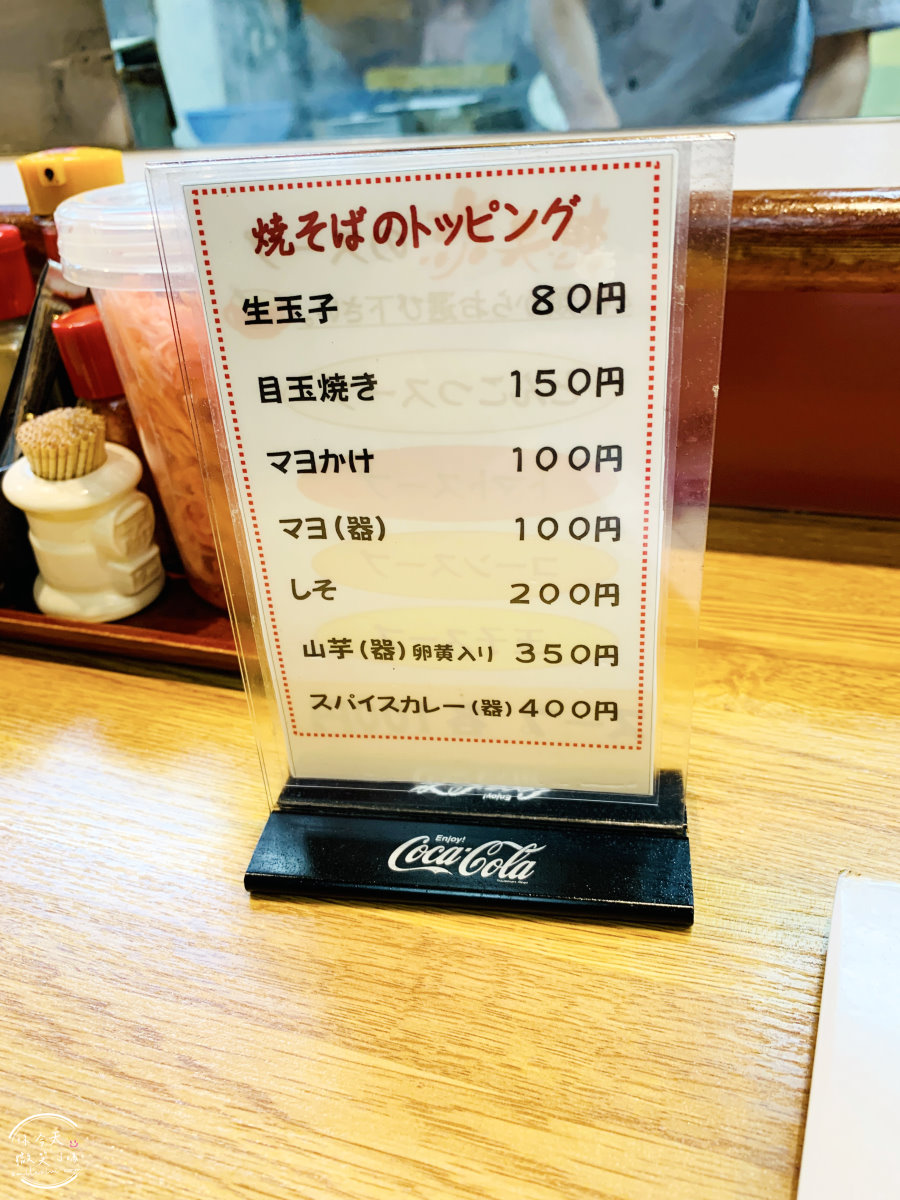 焼そばのトッピング
生玉子 80円
目玉焼き 150円
マヨかけ 100円
マヨ(器) 100円
しそ 200円
山芋(器)卵黄入り 350円
スパイスカレー(器)400円
Enjoy!
Coca-Cola